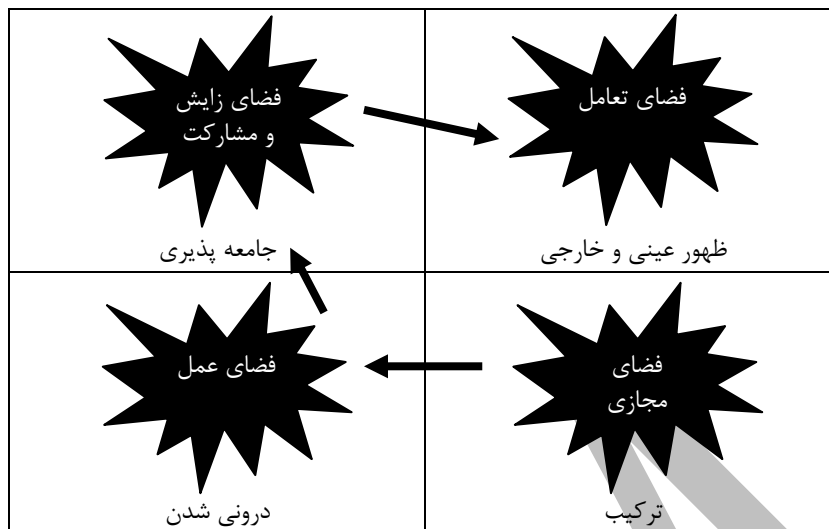 فضای تعامل
ظهور عینی و خارجی
فضای زایش
و مشارکت
جامعه پذیری
فضای
مجازی
ترکیب
فضای عمل
درونی شدن